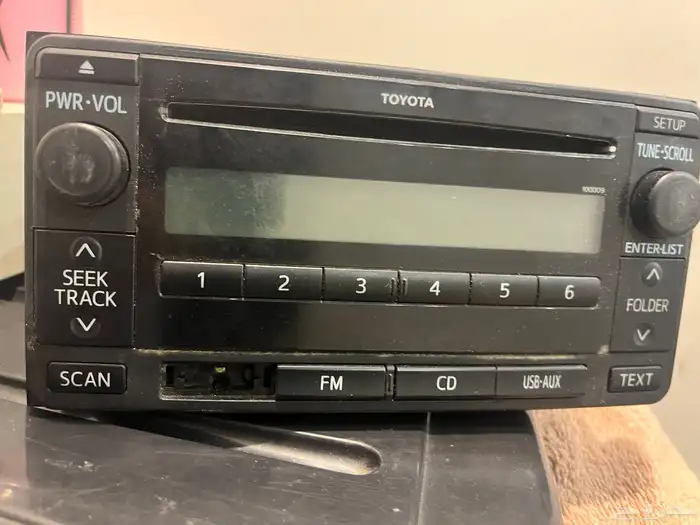 PWR•VOL
TOYOTA
SETUP
TUNE•SCROLL
100009
ENTER•LIST
SEEK
TRACK
1 2 3 4 5 6
FOLDER
SCAN
FM
CD
USB•AUX
TEXT